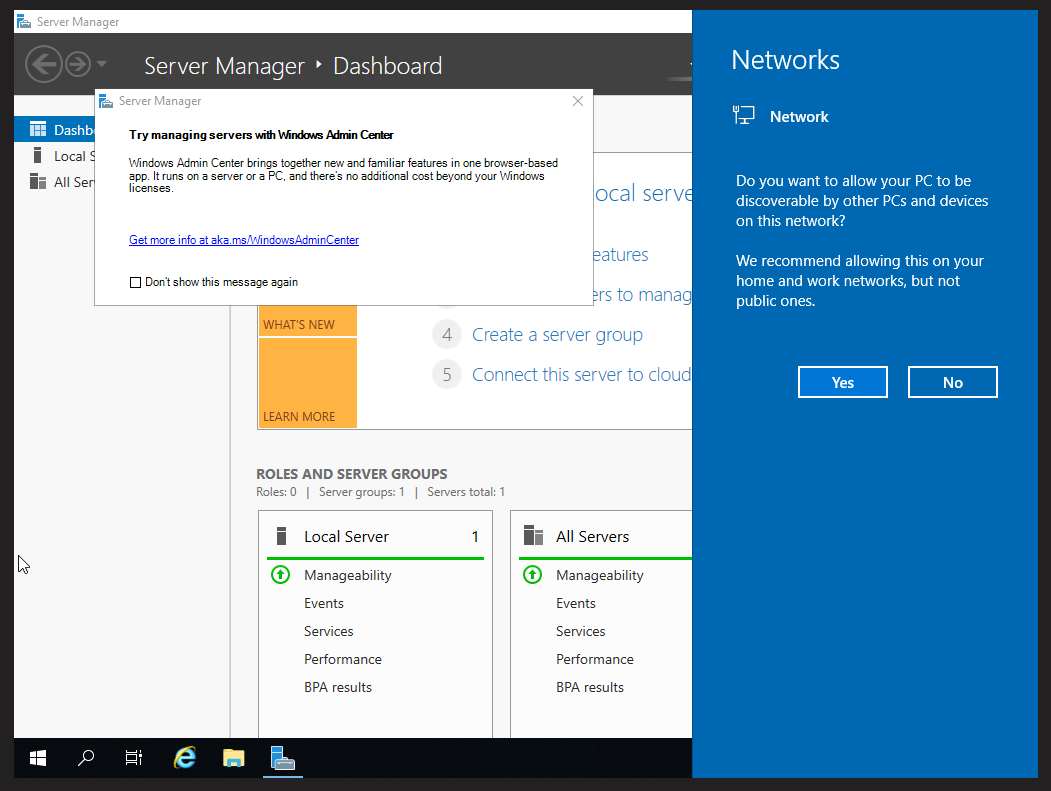 Server Manager
Server Manager
Dashboard
Server Manager
Try managing servers with Windows Admin Center
Windows Admin Center brings together new and familiar features in one browser-based
app. It runs on a server or a PC, and there's no additional cost beyond your Windows
licenses.
Get more info at aka.ms/WindowsAdminCenter
Don't show this message again
Dashb
Local S
All Ser
ocal serve
eatures
ers to manag
WHAT'S NEW
4 Create a server group
5 Connect this server to cloud
LEARN MORE
ROLES AND SERVER GROUPS
Roles: 0 | Server groups: 1 | Servers total: 1
Local Server 1
Manageability
Events
Services
Performance
BPA results
All Servers
Manageability
Events
Services
Performance
BPA results
Networks
Network
Do you want to allow your PC to be
discoverable by other PCs and devices
on this network?
We recommend allowing this on your
home and work networks, but not
public ones.
Yes
No